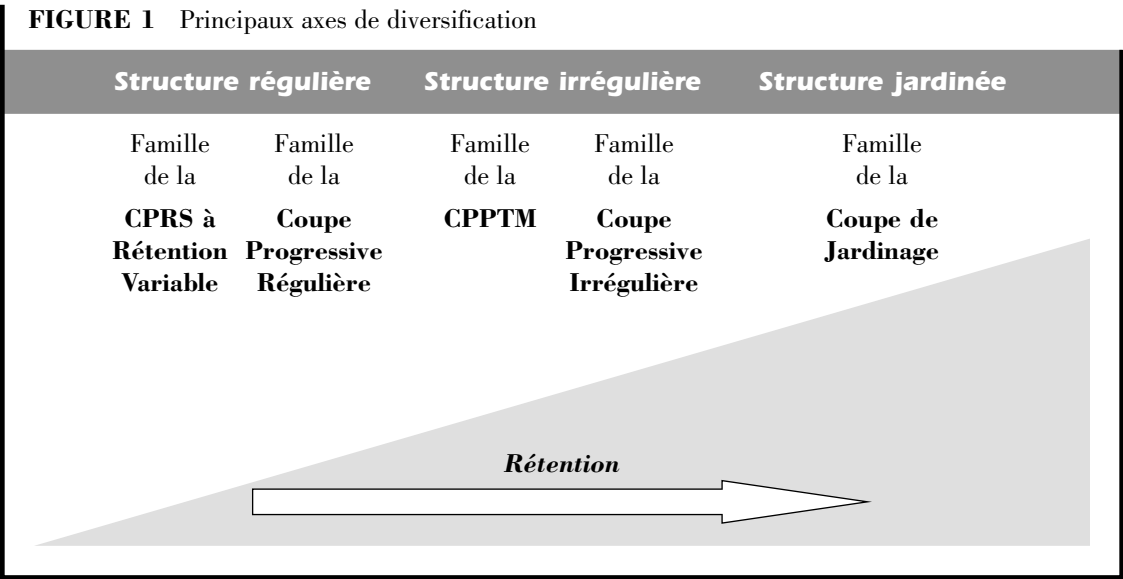 FIGURE 1 Principaux axes de diversification
Structure régulière Structure irrégulière Structure jardinée
Famille
de la
CPRS à
Rétention
Variable
Famille
de la
Coupe
Progressive
Régulière
Famille
de la
CPPTM
Famille
de la
Coupe
Progressive
Irrégulière
Famille
de la
Coupe de
Jardinage
Rétention